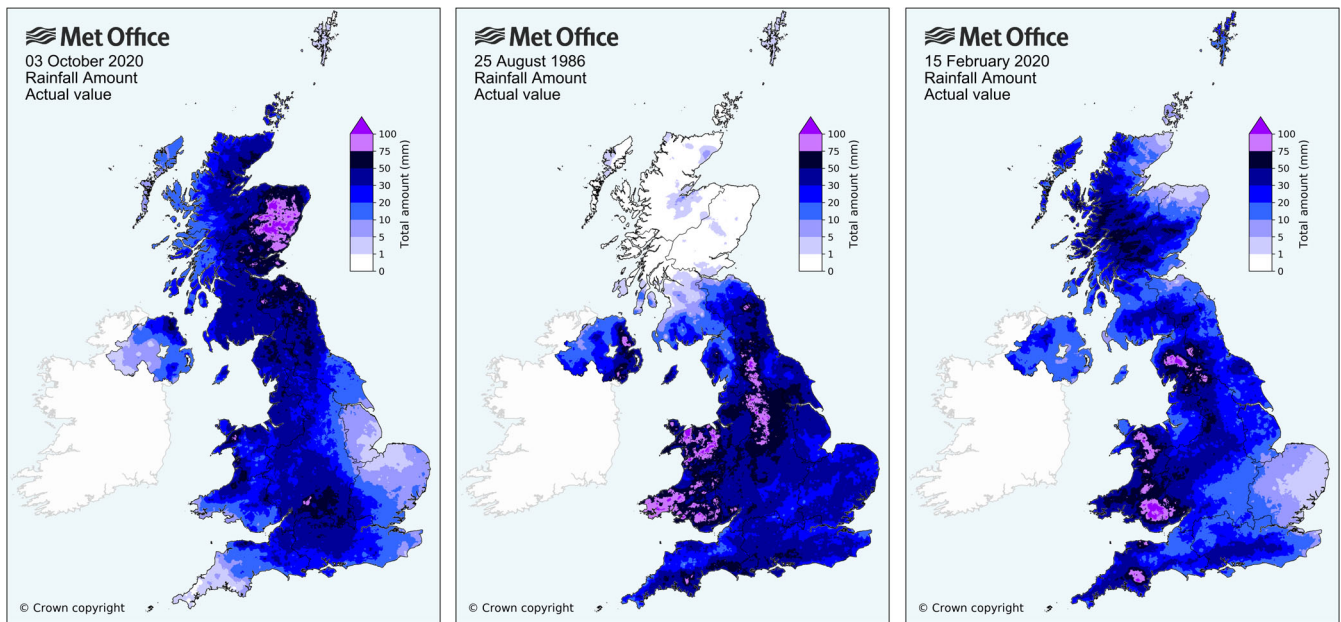 Met Office
03 October 2020
Rainfall Amount
Actual value
100
75
50
30
20
10
5
1
0
Total amount (mm)
© Crown copyright
Met Office
25 August 1986
Rainfall Amount
Actual value
100
75
50
30
20
10
5
1
0
Total amount (mm)
© Crown copyright
Met Office
15 February 2020
Rainfall Amount
Actual value
100
75
50
30
20
10
5
1
0
Total amount (mm)
© Crown copyright